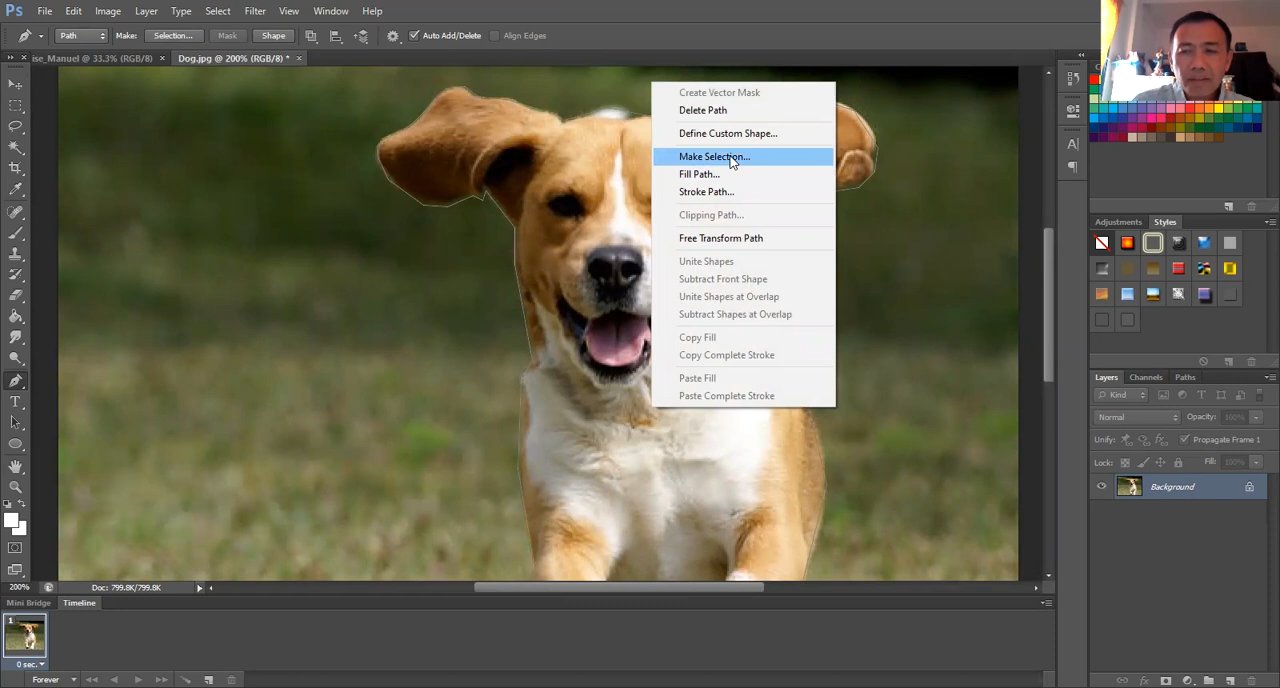 Ps File Edit Image Layer Type Select Filter View Window Help
Path Make: Selection... Mask Shape Auto Add/Delete Align Edges
ise_Manuel @ 33.3% (RGB/8) × Dog.jpg @ 200% (RGB/8) * ×
Create Vector Mask
Delete Path
Define Custom Shape...
Make Selection...
Fill Path...
Stroke Path...
Clipping Path...
Free Transform Path
Unite Shapes
Subtract Front Shape
Unite Shapes at Overlap
Subtract Shapes at Overlap
Copy Fill
Copy Complete Stroke
Paste Fill
Paste Complete Stroke
Adjustments Styles
Layers Channels Paths
Kind
Normal Opacity: 100%
Unify: Propagate Frame 1
Lock: Fill: 100%
Background
200% Doc: 799.8K/799.8K
Mini Bridge Timeline
1
0 sec.
Forever